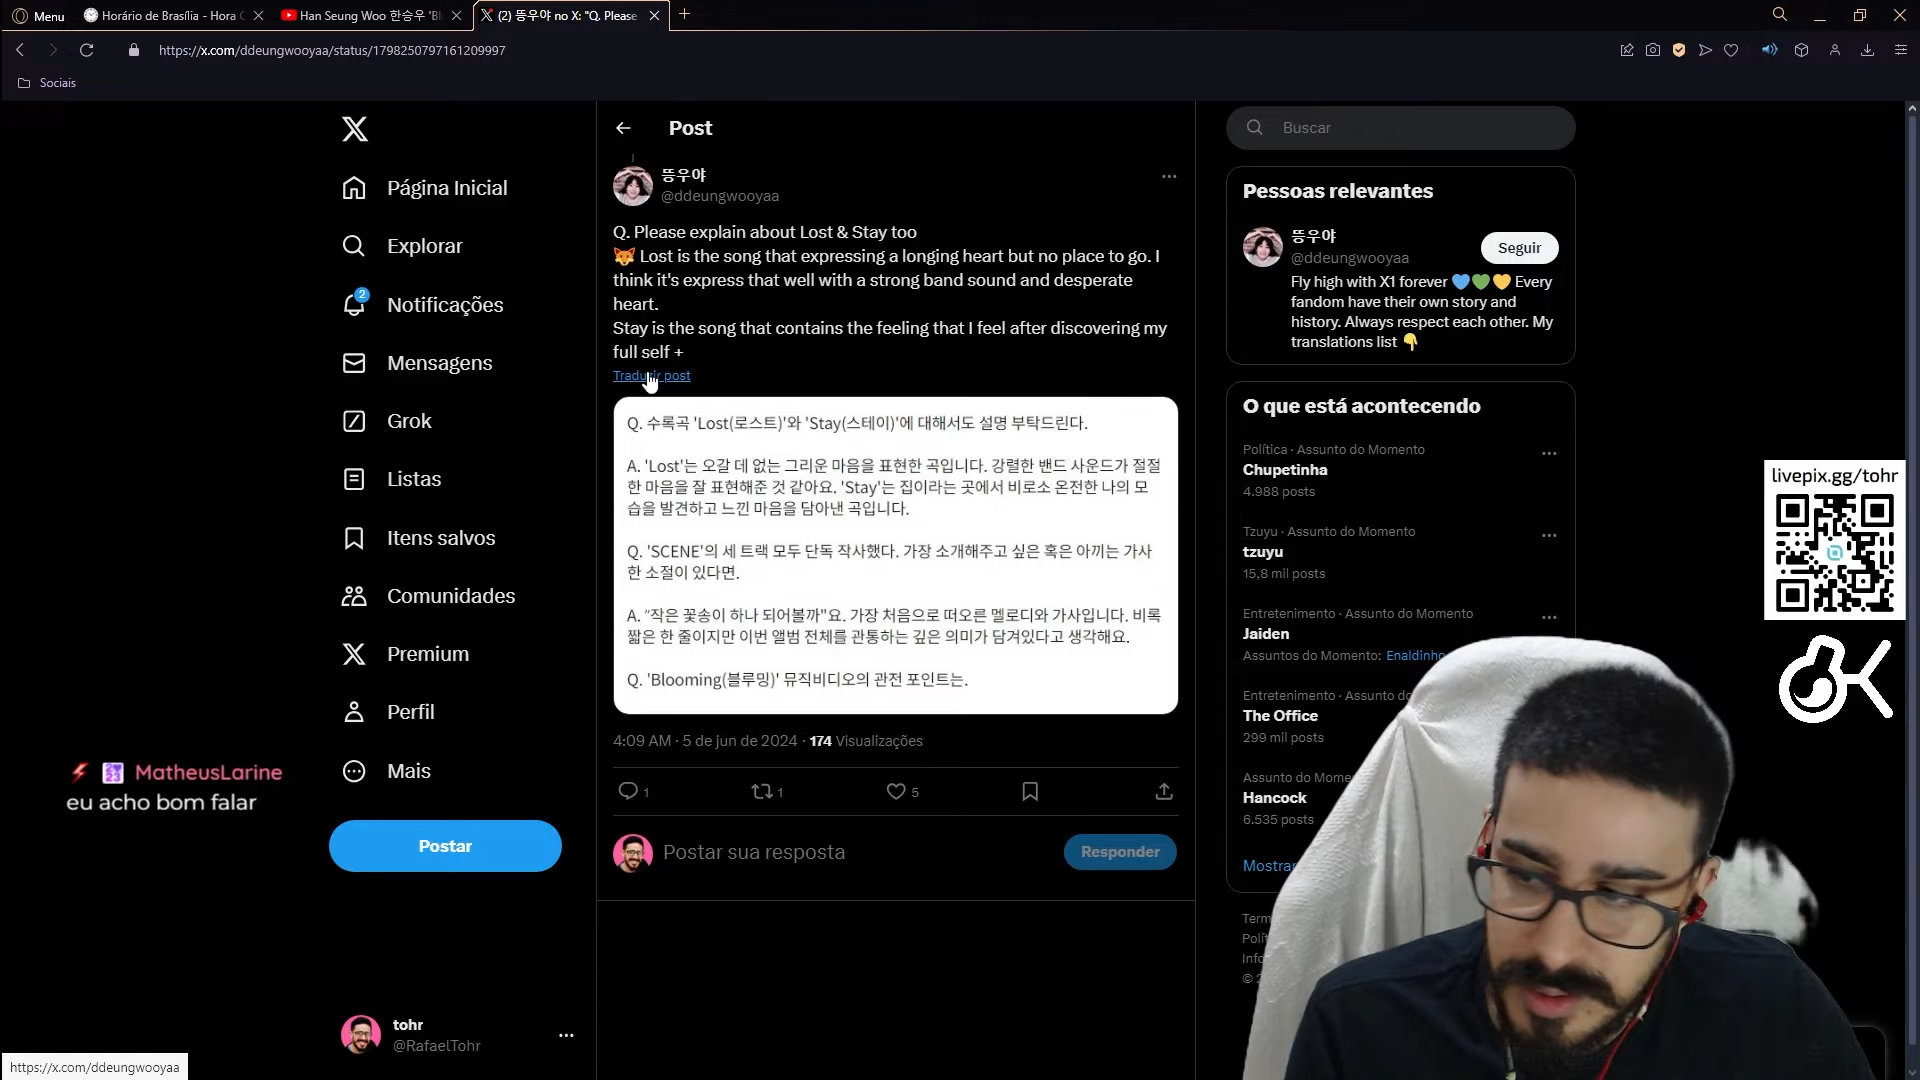 Menu
Horário de Brasília - Hora C
Han Seung Woo 한승우 'Bl
(2) 뜡우야 no X: "Q. Please
https://x.com/ddeungwooyaa/status/1798250797161209997
Sociais
Página Inicial
Explorar
2
Notificações
Mensagens
Grok
Listas
Itens salvos
Comunidades
Premium
Perfil
Mais
Postar
tohr
@RafaelTohr
https://x.com/ddeungwooyaa
MatheusLarine
eu acho bom falar
Post
뜡우야
@ddeungwooyaa
Q. Please explain about Lost & Stay too
Lost is the song that expressing a longing heart but no place to go. I
think it's express that well with a strong band sound and desperate
heart.
Stay is the song that contains the feeling that I feel after discovering my
full self +
Traduzir post
Q. 수록곡 'Lost(로스트)'와 'Stay(스테이)'에 대해서도 설명 부탁드린다.
A. 'Lost'는 오갈 데 없는 그리운 마음을 표현한 곡입니다. 강렬한 밴드 사운드가 절절
한 마음을 잘 표현해준 것 같아요. 'Stay'는 집이라는 곳에서 비로소 온전한 나의 모
습을 발견하고 느낀 마음을 담아낸 곡입니다.
Q. 'SCENE'의 세 트랙 모두 단독 작사했다. 가장 소개해주고 싶은 혹은 아끼는 가사
한 소절이 있다면.
A. "작은 꽃송이 하나 되어볼까"요. 가장 처음으로 떠오른 멜로디와 가사입니다. 비록
짧은 한 줄이지만 이번 앨범 전체를 관통하는 깊은 의미가 담겨있다고 생각해요.
Q. 'Blooming(블루밍)' 뮤직비디오의 관전 포인트는.
4:09 AM · 5 de jun de 2024 · 174 Visualizações
1
1
5
Postar sua resposta
Responder
Buscar
Pessoas relevantes
뜡우야
@ddeungwooyaa
Seguir
Fly high with X1 forever 💙💚💛 Every
fandom have their own story and
history. Always respect each other. My
translations list 👇
O que está acontecendo
Política · Assunto do Momento
Chupetinha
4.988 posts
Tzuyu · Assunto do Momento
tzuyu
15,8 mil posts
Entretenimento · Assunto do Momento
Jaiden
Assuntos do Momento: Enaldinho
Entretenimento · Assunto do
The Office
299 mil posts
Assunto do Mome
Hancock
6.535 posts
Mostrar
livepix.gg/tohr